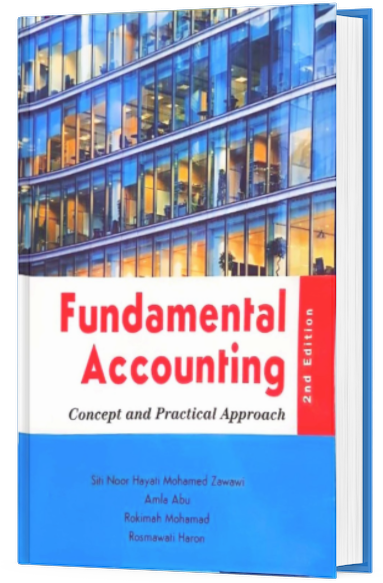 Fundamental
Accounting
Concept and Practical Approach
2nd Edition
Siti Noor Hayati Mohamed Zawawi
Amla Abu
Rokimah Mohamad
Rosmawati Haron